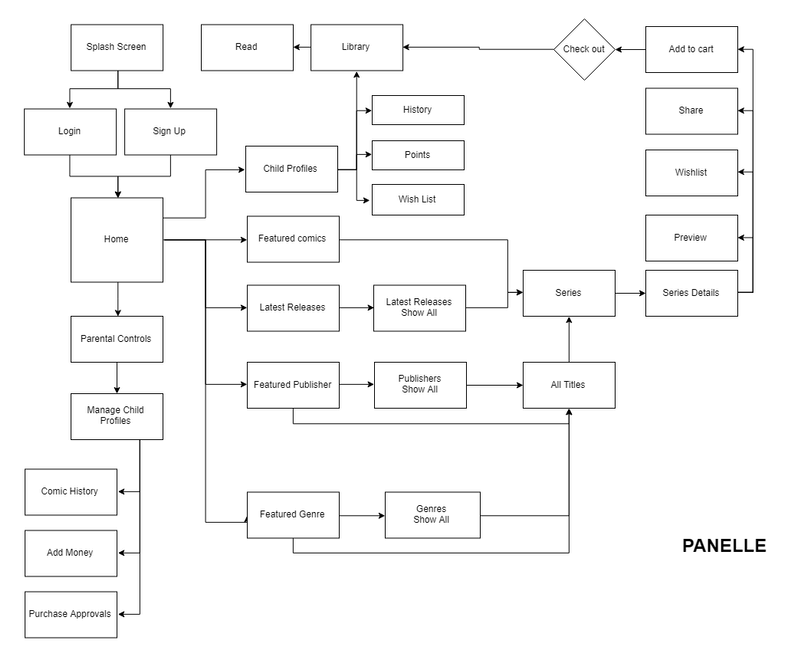 Splash Screen
Read
Library
Check out
Add to cart
Login
Sign Up
History
Share
Child Profiles
Points
Wishlist
Wish List
Home
Featured comics
Preview
Latest Releases
Latest Releases
Show All
Series
Series Details
Parental Controls
Featured Publisher
Publishers
Show All
All Titles
Manage Child
Profiles
Comic History
Featured Genre
Genres
Show All
Add Money
PANELLE
Purchase Approvals